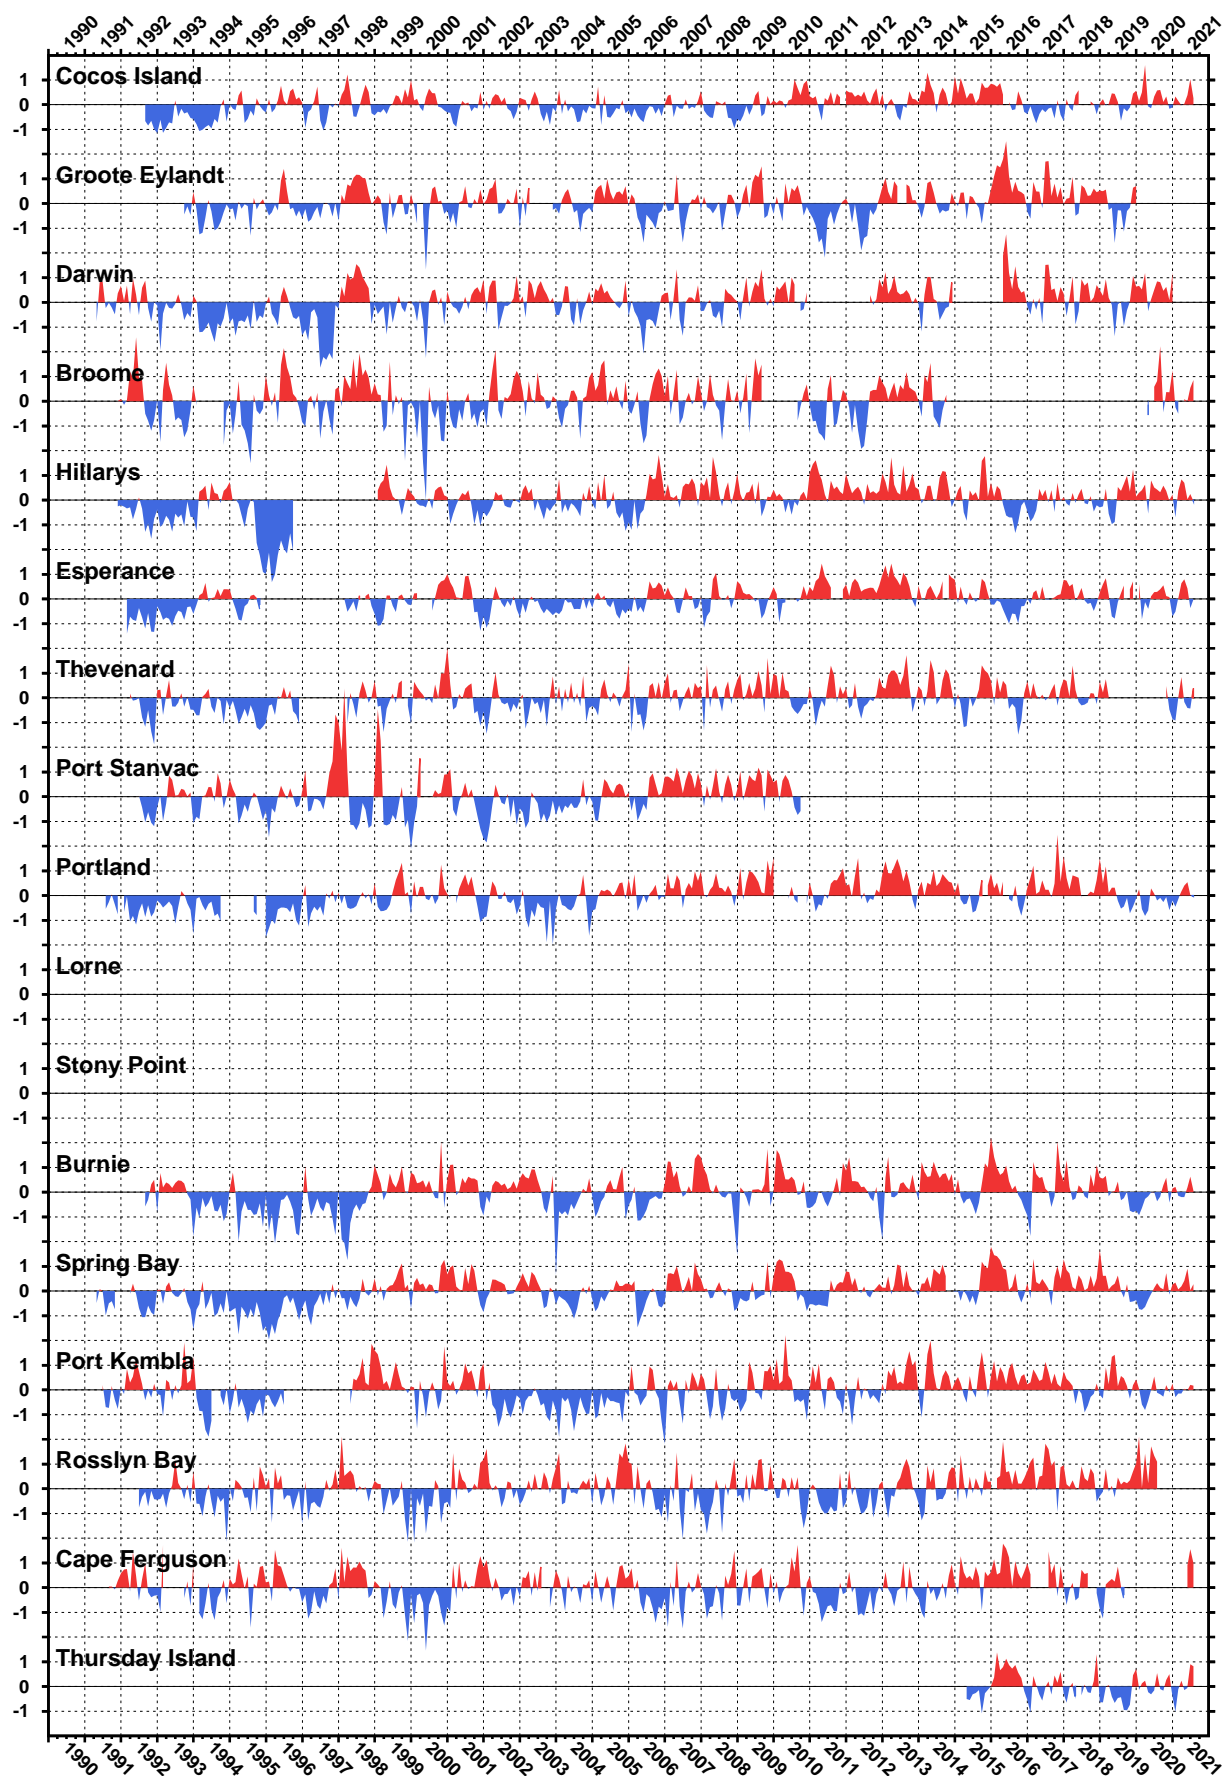 1990 1991 1992 1993 1994 1995 1996 1997 1998 1999 2000 2001 2002 2003 2004 2005 2006 2007 2008 2009 2010 2011 2012 2013 2014 2015 2016 2017 2018 2019 2020 2021
Cocos Island
1
0
-1
Groote Eylandt
1
0
-1
Darwin
1
0
-1
Broome
1
0
-1
Hillarys
1
0
-1
Esperance
1
0
-1
Thevenard
1
0
-1
Port Stanvac
1
0
-1
Portland
1
0
-1
Lorne
1
0
-1
Stony Point
1
0
-1
Burnie
1
0
-1
Spring Bay
1
0
-1
Port Kembla
1
0
-1
Rosslyn Bay
1
0
-1
Cape Ferguson
1
0
-1
Thursday Island
1
0
-1
1990 1991 1992 1993 1994 1995 1996 1997 1998 1999 2000 2001 2002 2003 2004 2005 2006 2007 2008 2009 2010 2011 2012 2013 2014 2015 2016 2017 2018 2019 2020 2021